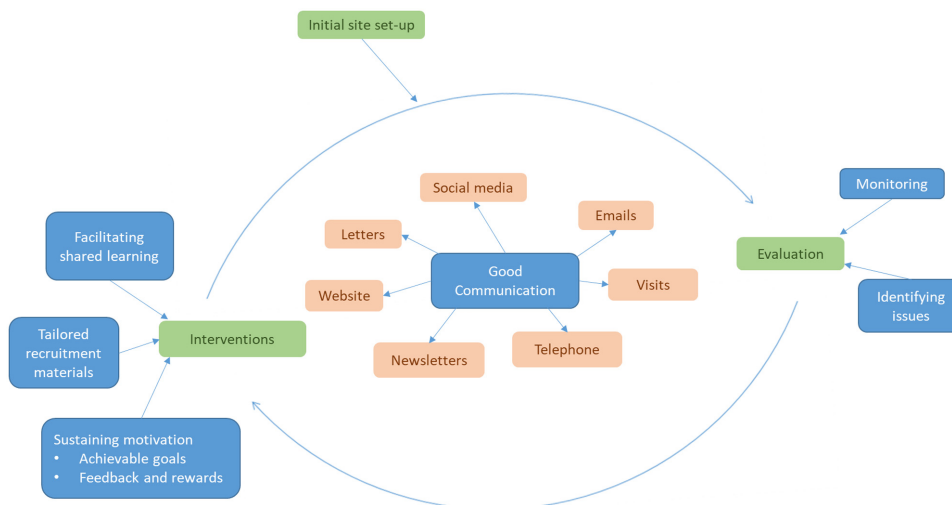 Initial site set-up
Social media
Monitoring
Emails
Letters
Facilitating
shared learning
Evaluation
Good
Communication
Visits
Website
Identifying
issues
Interventions
Tailored
recruitment
materials
Newsletters
Telephone
Sustaining motivation
• Achievable goals
• Feedback and rewards